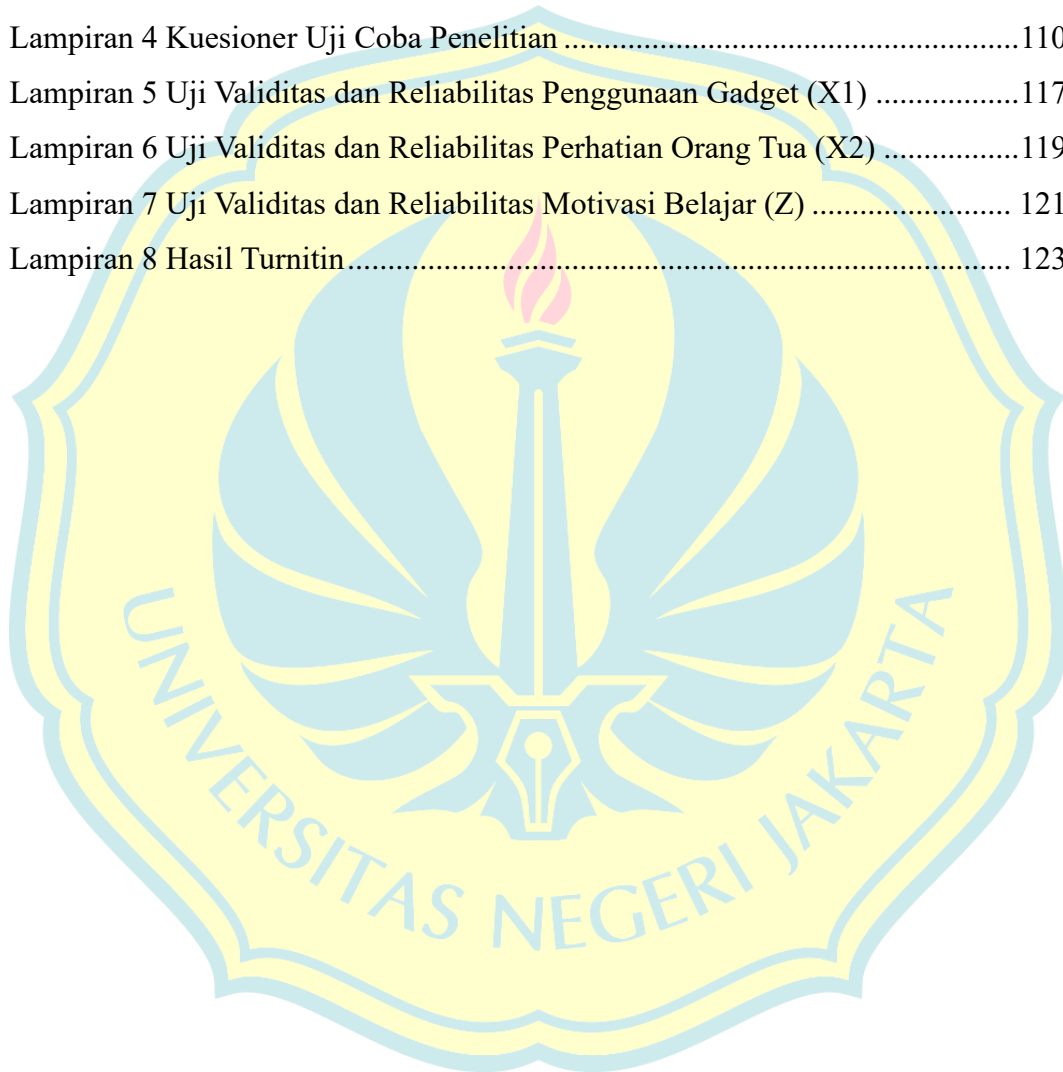 Lampiran 4 Kuesioner Uji Coba Penelitian ........................................................110
Lampiran 5 Uji Validitas dan Reliabilitas Penggunaan Gadget (X1) ..................117
Lampiran 6 Uji Validitas dan Reliabilitas Perhatian Orang Tua (X2) .................119
Lampiran 7 Uji Validitas dan Reliabilitas Motivasi Belajar (Z) ......................... 121
Lampiran 8 Hasil Turnitin................................................................................... 123
UNIVERSITAS NEGERI JAKARTA